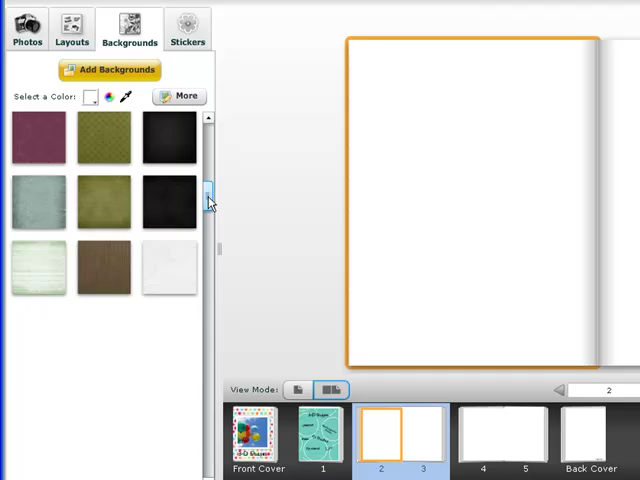 Photos Layouts Backgrounds Stickers
Add Backgrounds
Select a Color: More
View Mode: 2
Front Cover 1 2 3 4 5 Back Cover